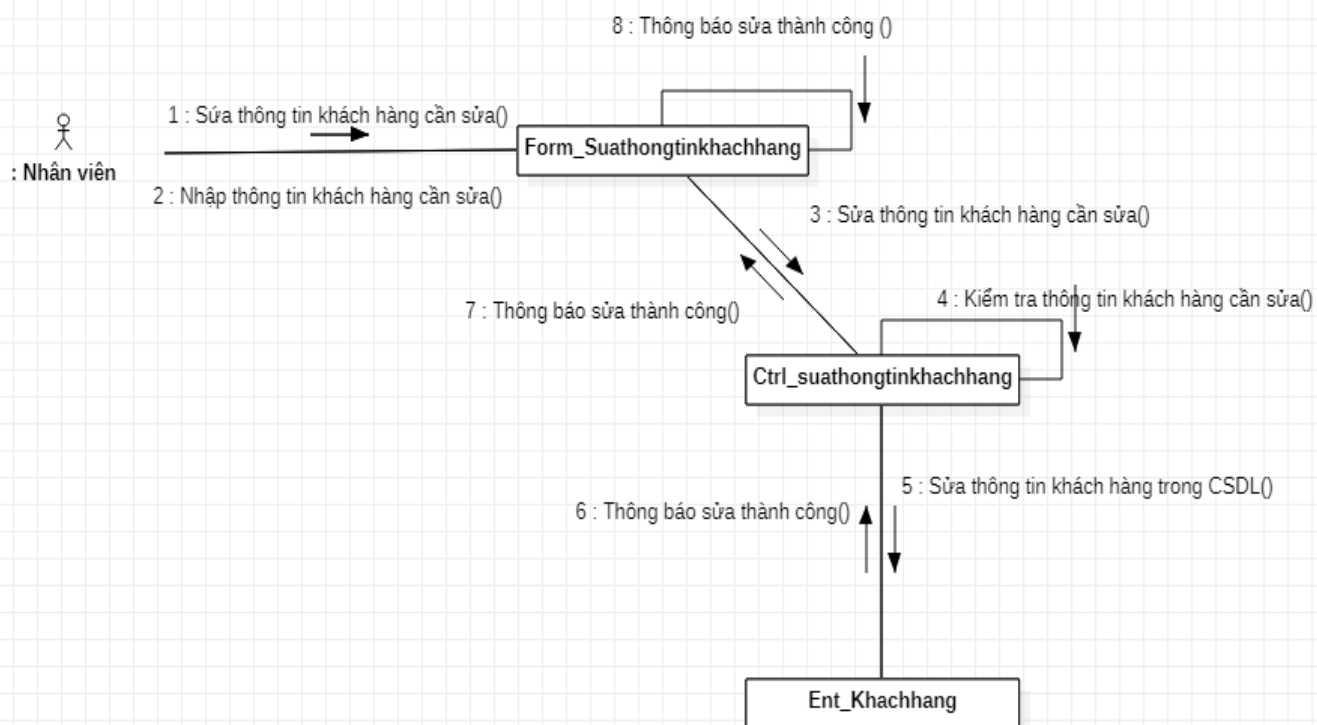 8 : Thông báo sửa thành công ()
1 : Sứa thông tin khách hàng cần sửa()
Form_Suathongtinkhachhang
: Nhân viên
2 : Nhập thông tin khách hàng cần sửa()
3 : Sửa thông tin khách hàng cần sửa()
4 : Kiểm tra thông tin khách hàng cần sửa()
7 : Thông báo sửa thành công()
Ctrl_suathongtinkhachhang
5 : Sửa thông tin khách hàng trong CSDL()
6 : Thông báo sửa thành công()
Ent_Khachhang